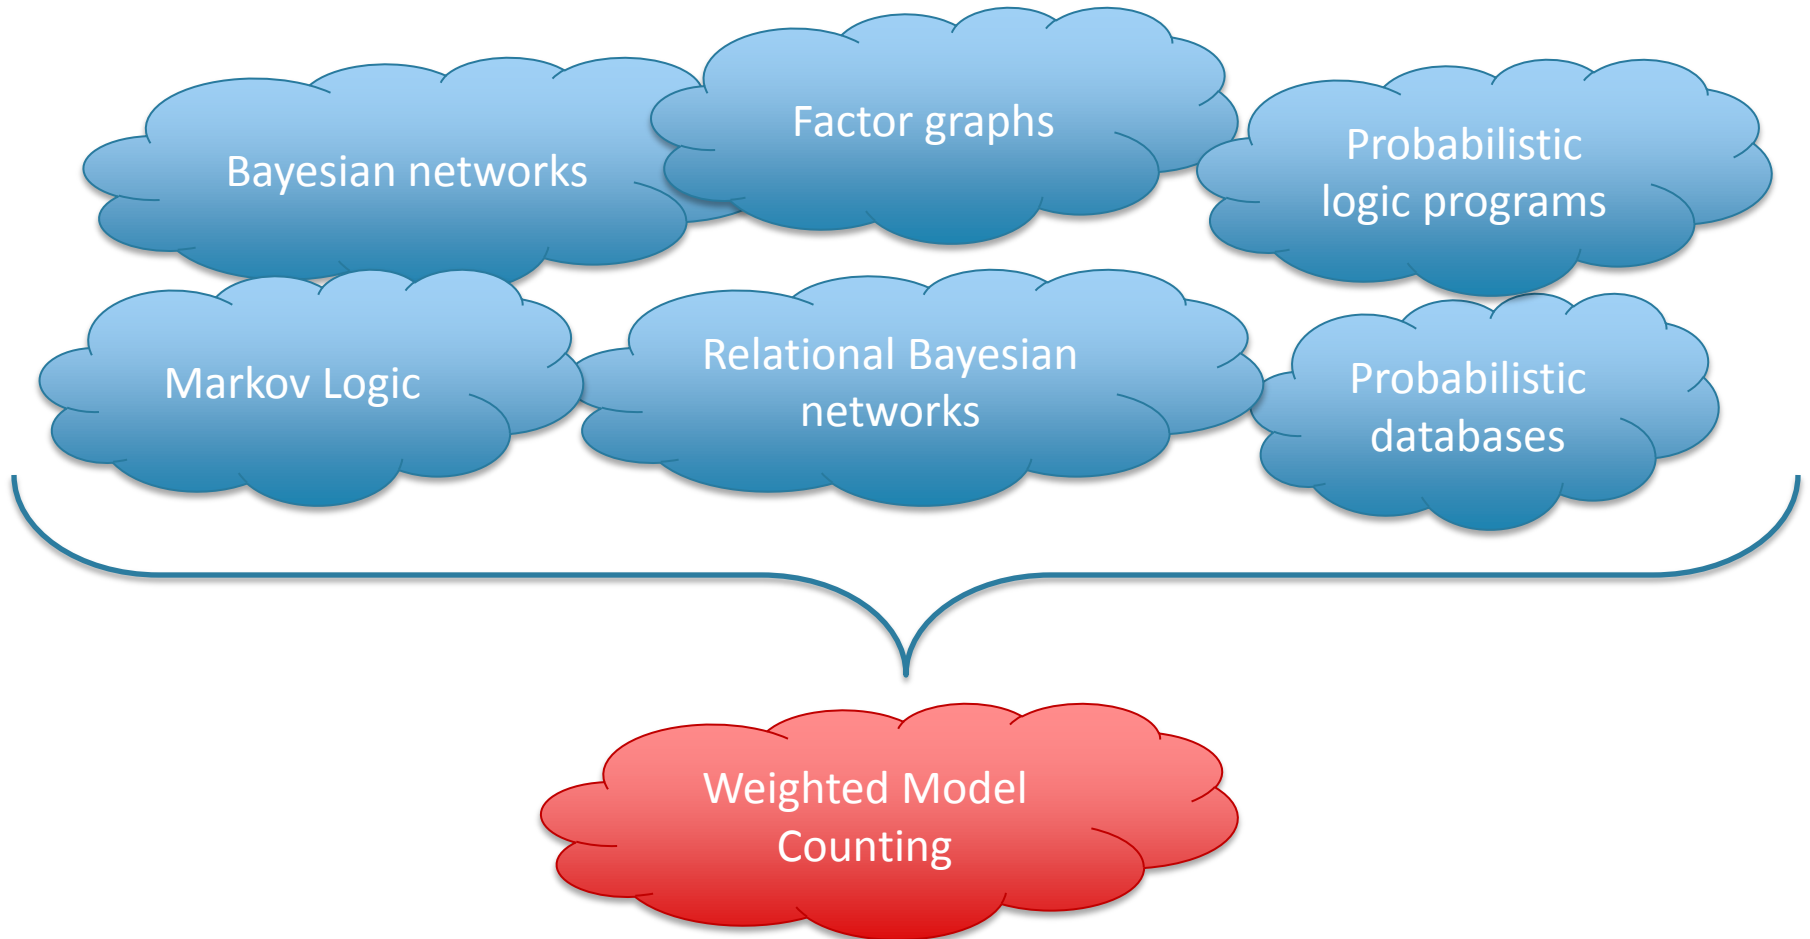 Factor graphs
Bayesian networks
Probabilistic
logic programs
Markov Logic
Relational Bayesian
networks
Probabilistic
databases
Weighted Model
Counting